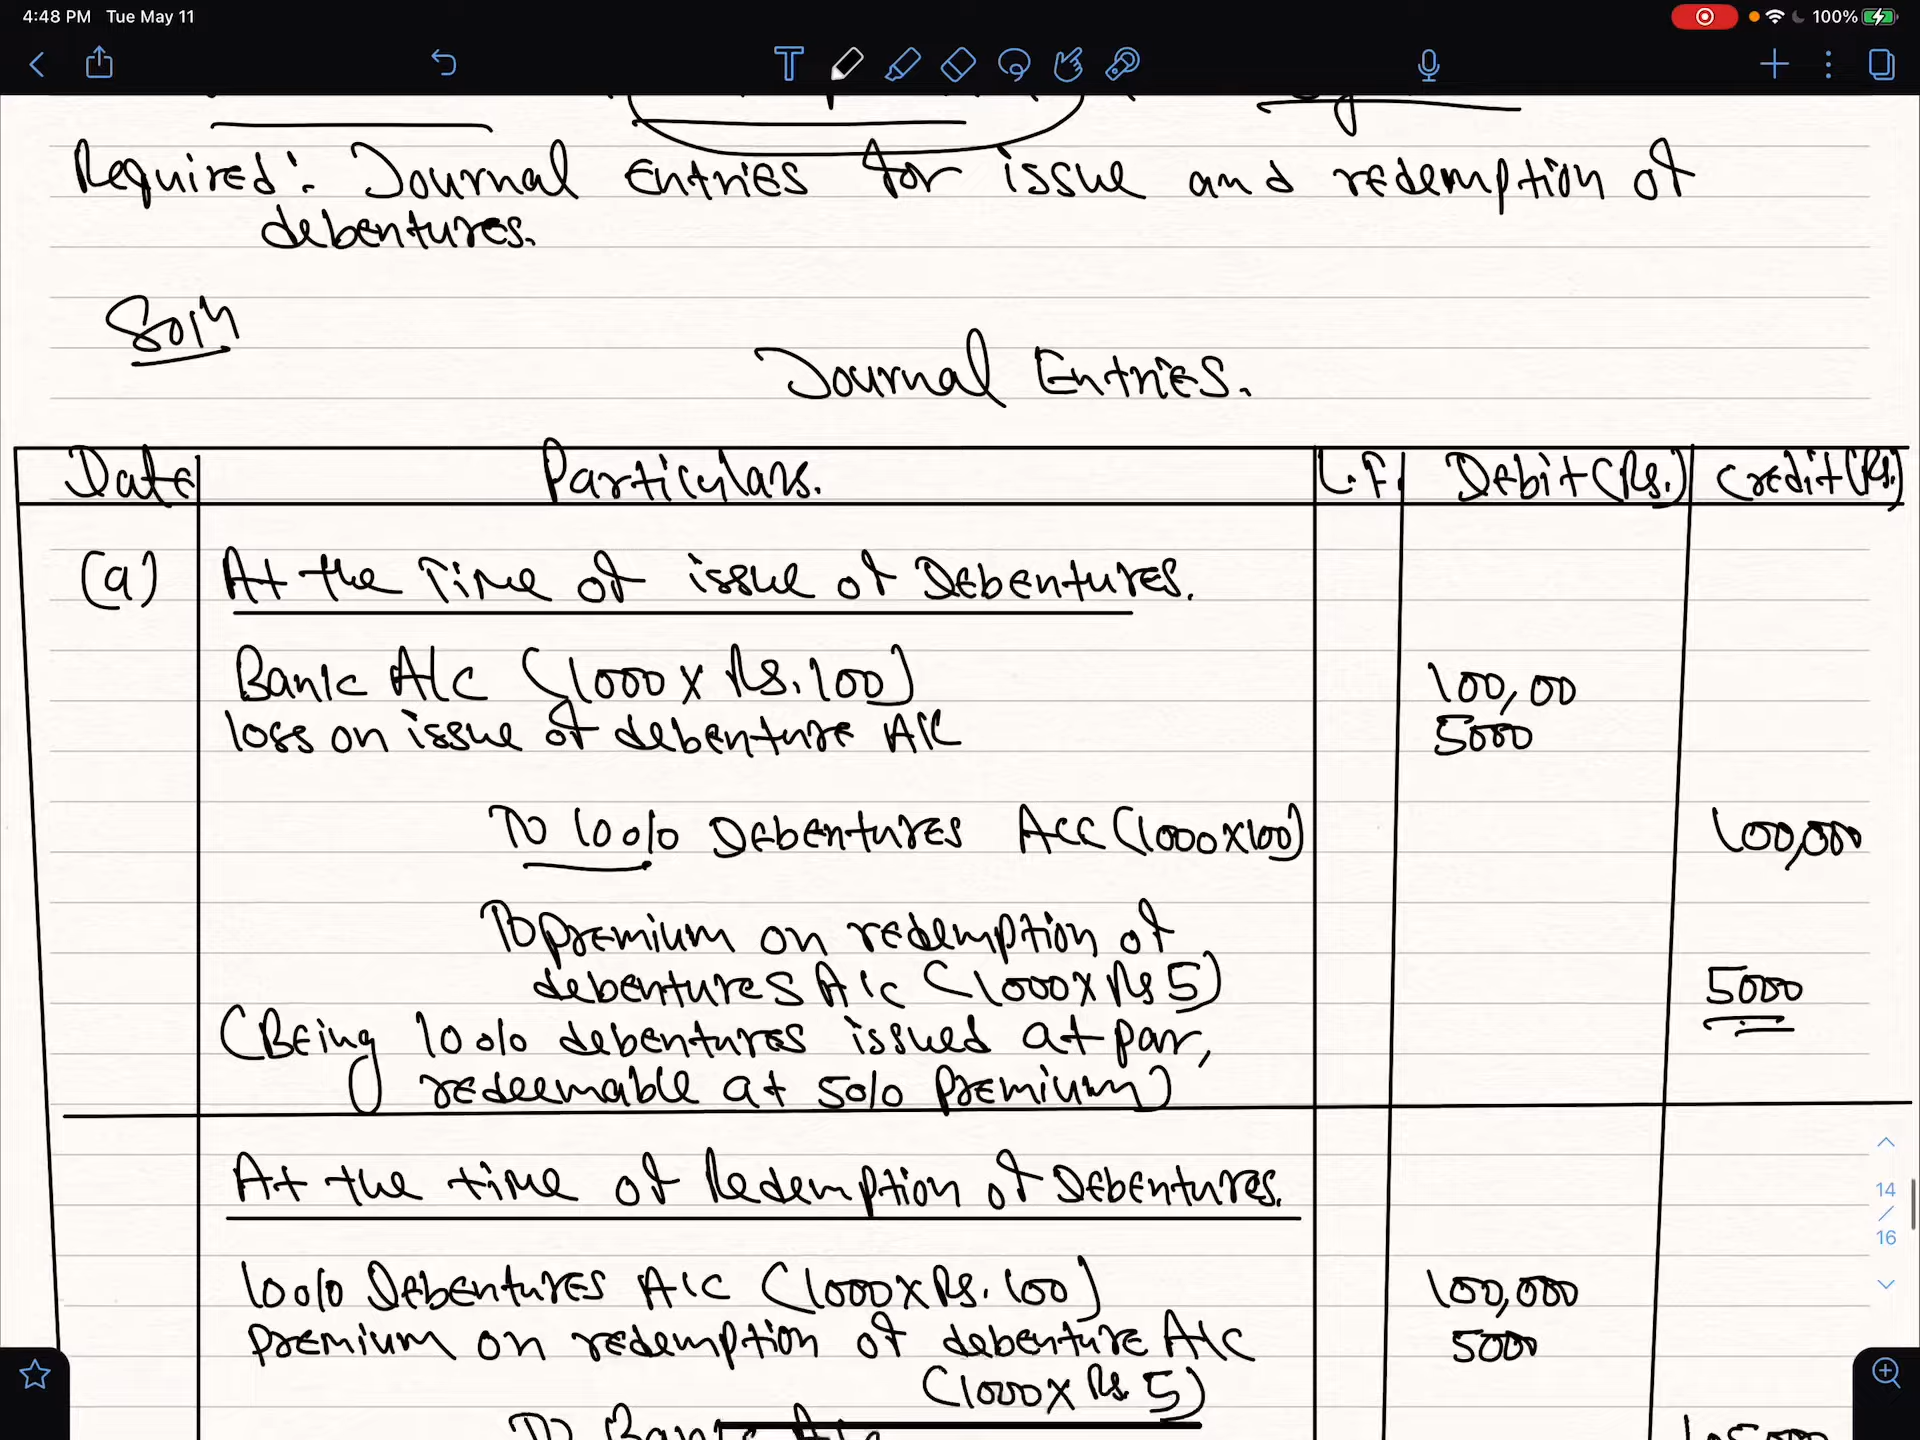 4:48 PM Tue May 11
100%
Required: Journal Entries for issue and redemption of
debentures.
Soln
Journal Entries.
Date Particulars. L.F. Debit (Rs.) Credit (Rs.)
(a) At the Time of issue of Debentures.
Bank A/c (1000 x Rs. 100) 100,00
loss on issue of debenture A/c 5000
To 10% Debentures Acc (1000x100) 100,000
To premium on redemption of
debentures A/c (1000 x Rs 5) 5000
(Being 10% debentures issued at par,
redeemable at 5% premium)
At the time of Redemption of Debentures.
10% Debentures A/c (1000 x Rs. 100) 100,000
premium on redemption of debenture A/c 5000
(1000 x Rs. 5)
To Bank A/c
14
/
16